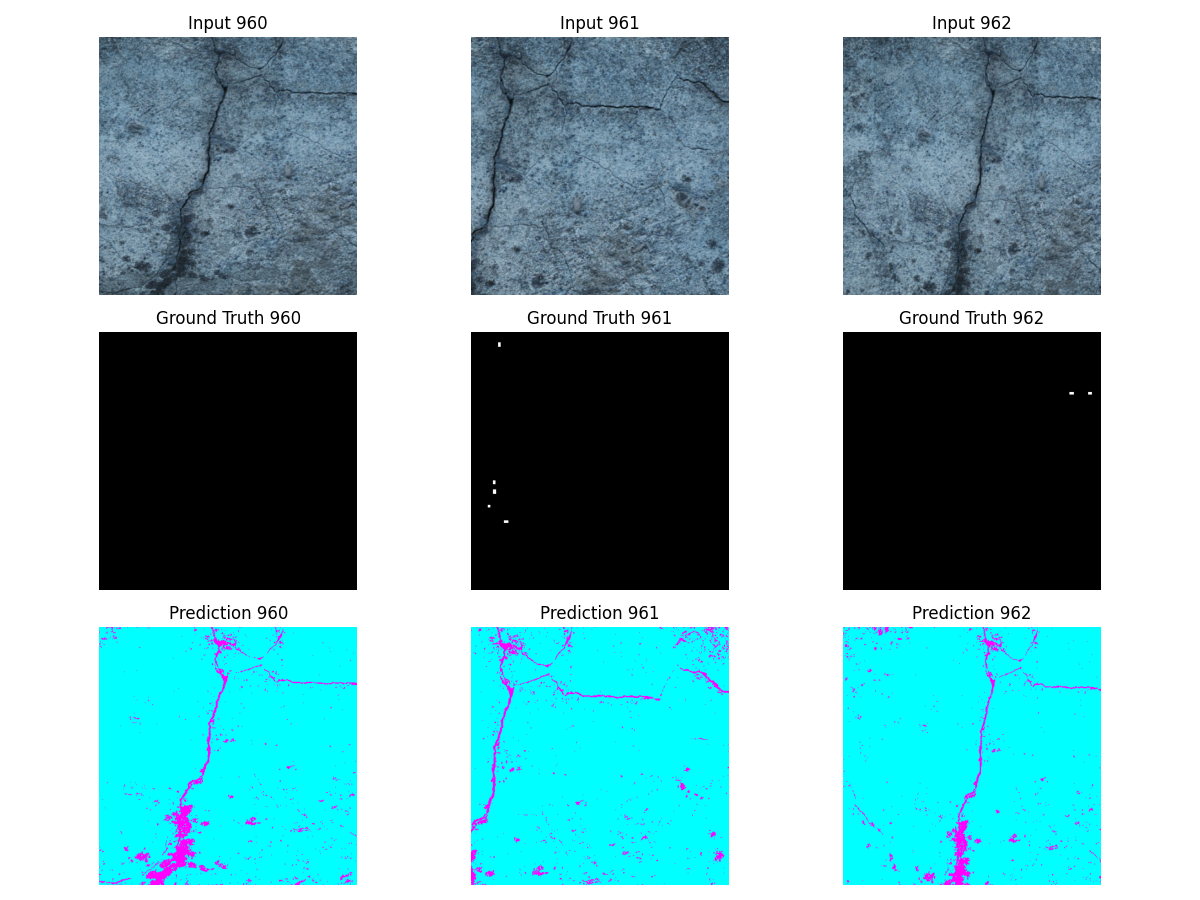 Input 960
Input 961
Input 962
Ground Truth 960
Ground Truth 961
Ground Truth 962
Prediction 960
Prediction 961
Prediction 962